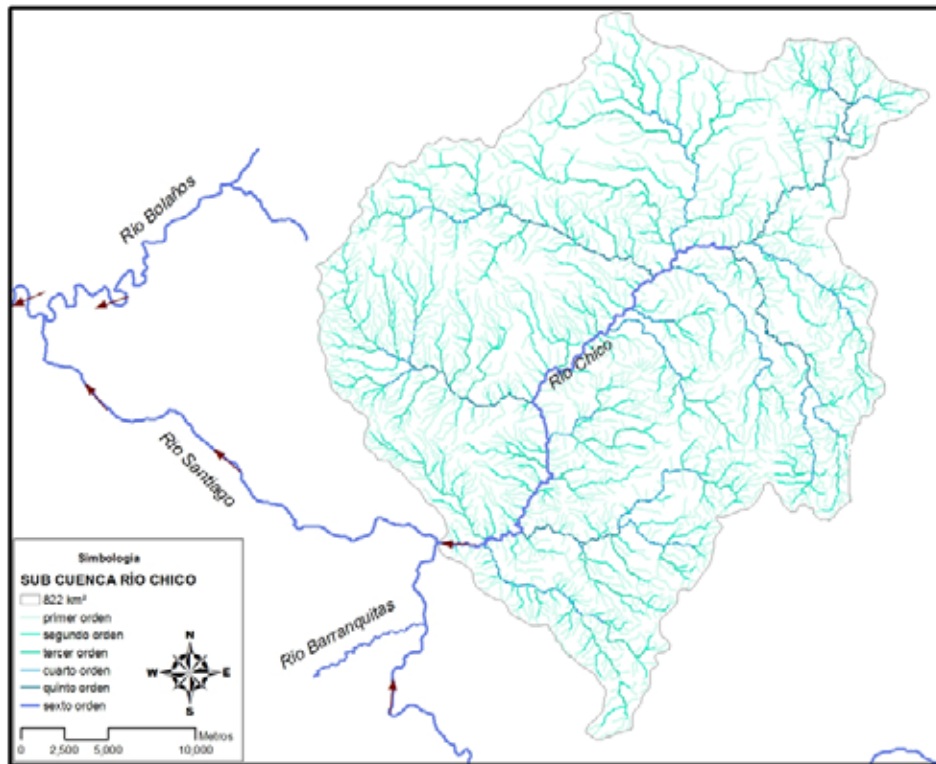 Río Bolaños
Río Chico
Río Santiago
Río Barranquitas
Simbología
SUB CUENCA RÍO CHICO
822 km²
primer orden
segundo orden
tercer orden
cuarto orden
quinto orden
sexto orden
N
W E
S
Metros
0 2,500 5,000 10,000